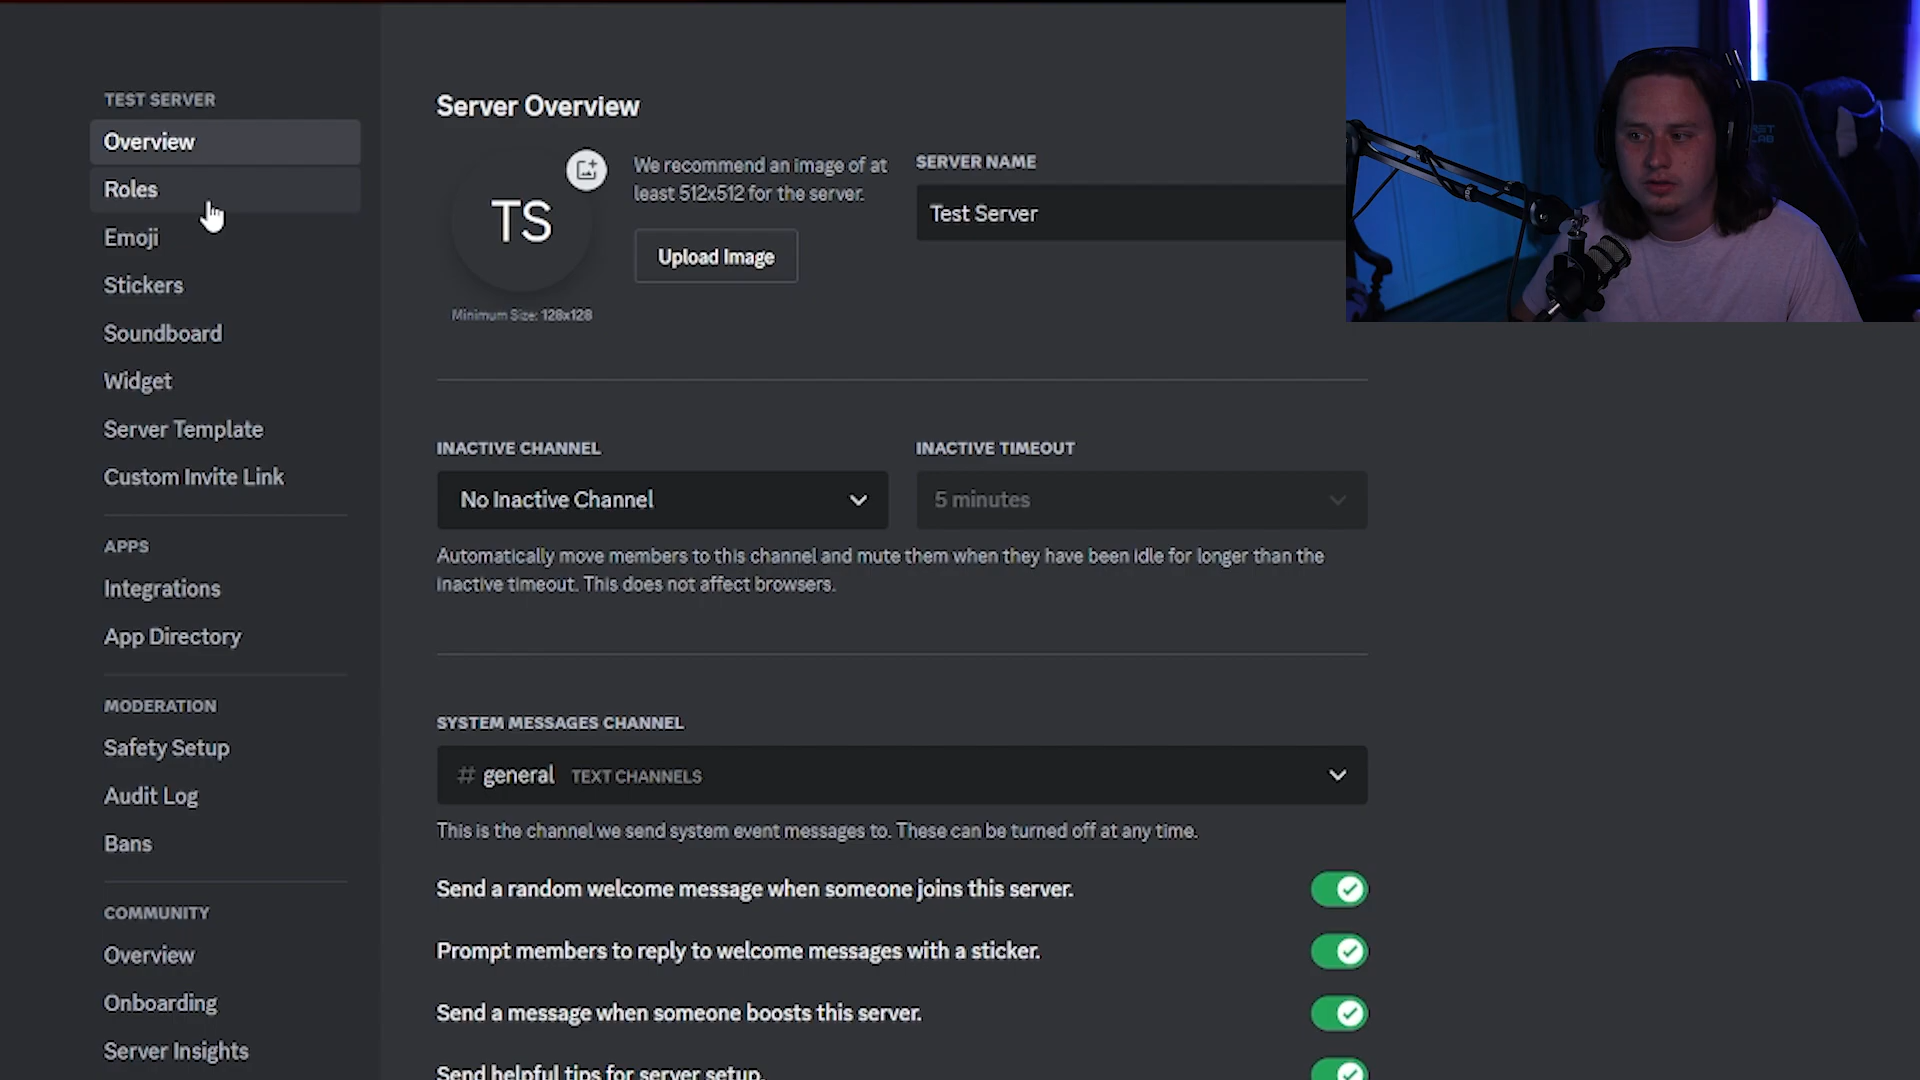 TEST SERVER
Overview
Roles
Emoji
Stickers
Soundboard
Widget
Server Template
Custom Invite Link
APPS
Integrations
App Directory
MODERATION
Safety Setup
Audit Log
Bans
COMMUNITY
Overview
Onboarding
Server Insights
Server Overview
TS
Minimum Size: 128x128
We recommend an image of at
least 512x512 for the server.
Upload Image
SERVER NAME
Test Server
INACTIVE CHANNEL
No Inactive Channel
INACTIVE TIMEOUT
5 minutes
Automatically move members to this channel and mute them when they have been idle for longer than the
inactive timeout. This does not affect browsers.
SYSTEM MESSAGES CHANNEL
# general TEXT CHANNELS
This is the channel we send system event messages to. These can be turned off at any time.
Send a random welcome message when someone joins this server.
Prompt members to reply to welcome messages with a sticker.
Send a message when someone boosts this server.
Send helpful tips for server setup.